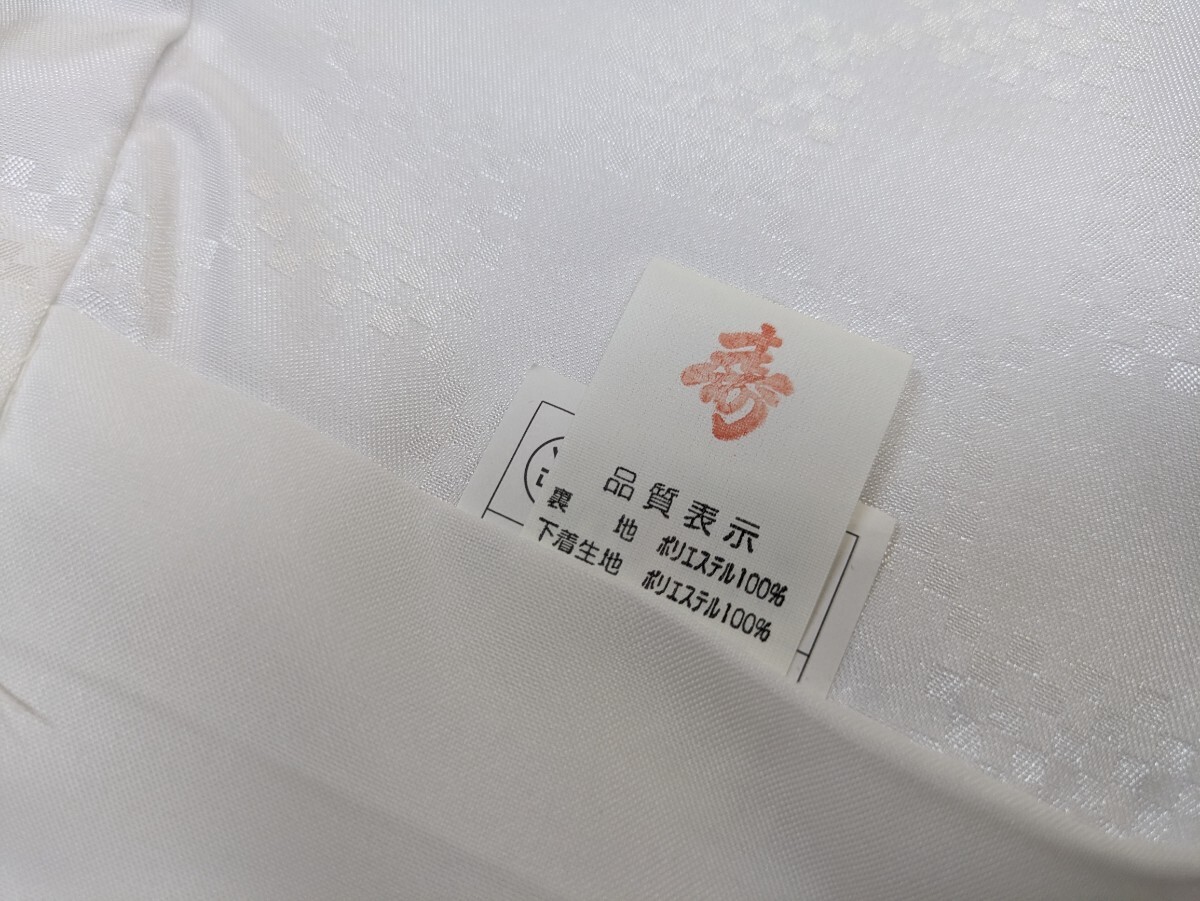 寿
品質表示
裏 地 ポリエステル100%
下着生地 ポリエステル100%